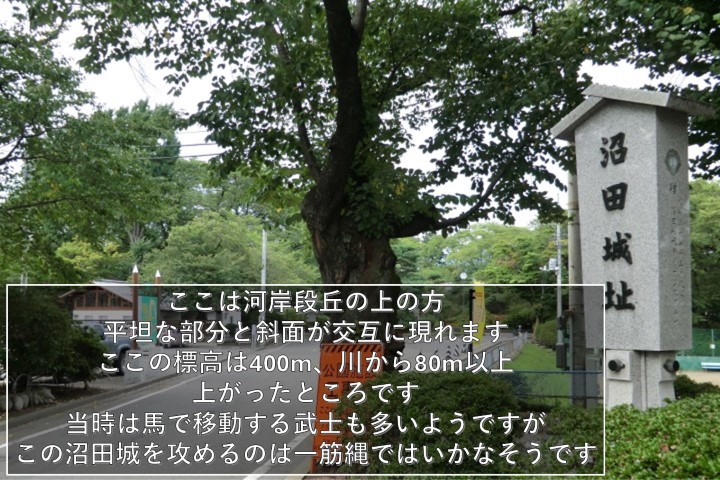 沼田城址
ここは河岸段丘の上の方
平坦な部分と斜面が交互に現れます
ここの標高は400m、川から80m以上
上がったところです
当時は馬で移動する武士も多いようですが
この沼田城を攻めるのは一筋縄ではいかなそうです